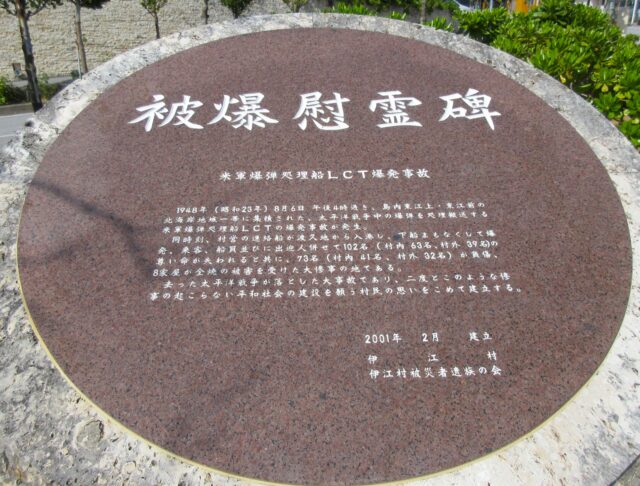 被爆慰霊碑
米軍爆弾処理船LCT爆発事故
1948年(昭和23年)8月6日 午後4時過ぎ、島内東江上・東江前の
北海岸地域一帯に集積された、太平洋戦争中の爆弾を処理搬送する
米軍爆弾処理船LCTの爆発事故が発生。
同時刻、村営の連絡船が渡久地から入港し、下船まもなくして爆
発、乗客、船員並びに出迎人併せて102名(村内63名、村外39名)の
尊い命が失われると共に、73名(村内41名、村外32名)が負傷、
8家屋が全焼の被害を受けた大惨事の地である。
去った太平洋戦争が落とした大事故であり、二度とこのような惨
事の起こらない平和社会の建設を願う村民の思いをこめて建立する。
2001年 2月 建立
伊江村
伊江村被災者遺族の会